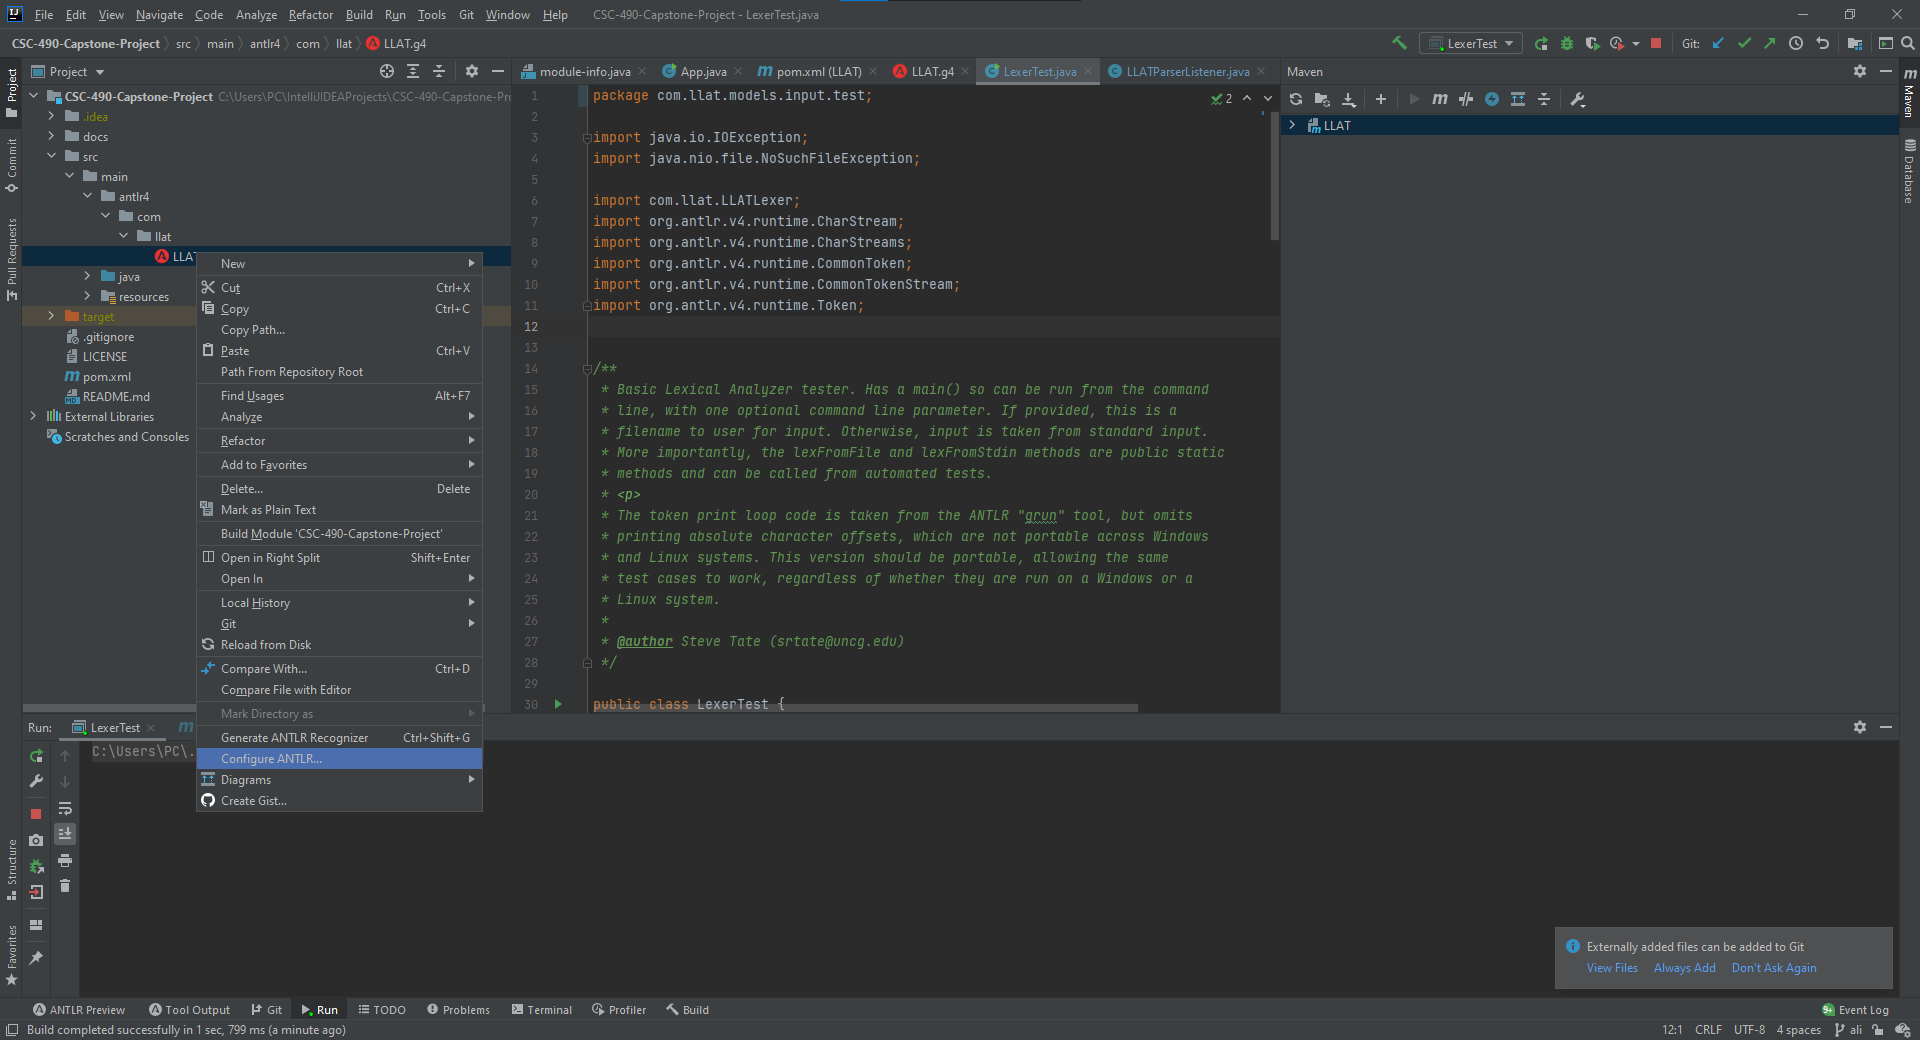 File Edit View Navigate Code Analyze Refactor Build Run Tools Git Window Help CSC-490-Capstone-Project - LexerTest.java
CSC-490-Capstone-Project src main antlr4 com llat LLAT.g4 LexerTest Git:
Project
module-info.java App.java pom.xml (LLAT) LLAT.g4 LexerTest.java LLATParserListener.java
Maven
CSC-490-Capstone-Project C:\Users\PC\IntelliJIDEAProjects\CSC-490-Capstone-Pr
.idea
docs
src
main
antlr4
com
llat
LLAT
java
resources
target
.gitignore
LICENSE
pom.xml
README.md
External Libraries
Scratches and Consoles
New
Cut Ctrl+X
Copy Ctrl+C
Copy Path...
Paste Ctrl+V
Path From Repository Root
Find Usages Alt+F7
Analyze
Refactor
Add to Favorites
Delete... Delete
Mark as Plain Text
Build Module 'CSC-490-Capstone-Project'
Open in Right Split Shift+Enter
Open In
Local History
Git
Reload from Disk
Compare With... Ctrl+D
Compare File with Editor
Mark Directory as
Generate ANTLR Recognizer Ctrl+Shift+G
Configure ANTLR...
Diagrams
Create Gist...
2
1 package com.llat.models.input.test;
2
3 import java.io.IOException;
4 import java.nio.file.NoSuchFileException;
5
6 import com.llat.LLATLexer;
7 import org.antlr.v4.runtime.CharStream;
8 import org.antlr.v4.runtime.CharStreams;
9 import org.antlr.v4.runtime.CommonToken;
10 import org.antlr.v4.runtime.CommonTokenStream;
11 import org.antlr.v4.runtime.Token;
12
13
14 /**
15 * Basic Lexical Analyzer tester. Has a main() so can be run from the command
16 * line, with one optional command line parameter. If provided, this is a
17 * filename to user for input. Otherwise, input is taken from standard input.
18 * More importantly, the lexFromFile and lexFromStdin methods are public static
19 * methods and can be called from automated tests.
20 * <p>
21 * The token print loop code is taken from the ANTLR "grun" tool, but omits
22 * printing absolute character offsets, which are not portable across Windows
23 * and Linux systems. This version should be portable, allowing the same
24 * test cases to work, regardless of whether they are run on a Windows or a
25 * Linux system.
26 *
27 * @author Steve Tate (srtate@uncg.edu)
28 */
29
30 public class LexerTest {
LLAT
Project
Commit
Pull Requests
Structure
Favorites
Maven
Database
Run: LexerTest
C:\Users\PC\.
Externally added files can be added to Git
View Files Always Add Don't Ask Again
ANTLR Preview Tool Output Git Run TODO Problems Terminal Profiler Build 9+ Event Log
Build completed successfully in 1 sec, 799 ms (a minute ago) 12:1 CRLF UTF-8 4 spaces ali